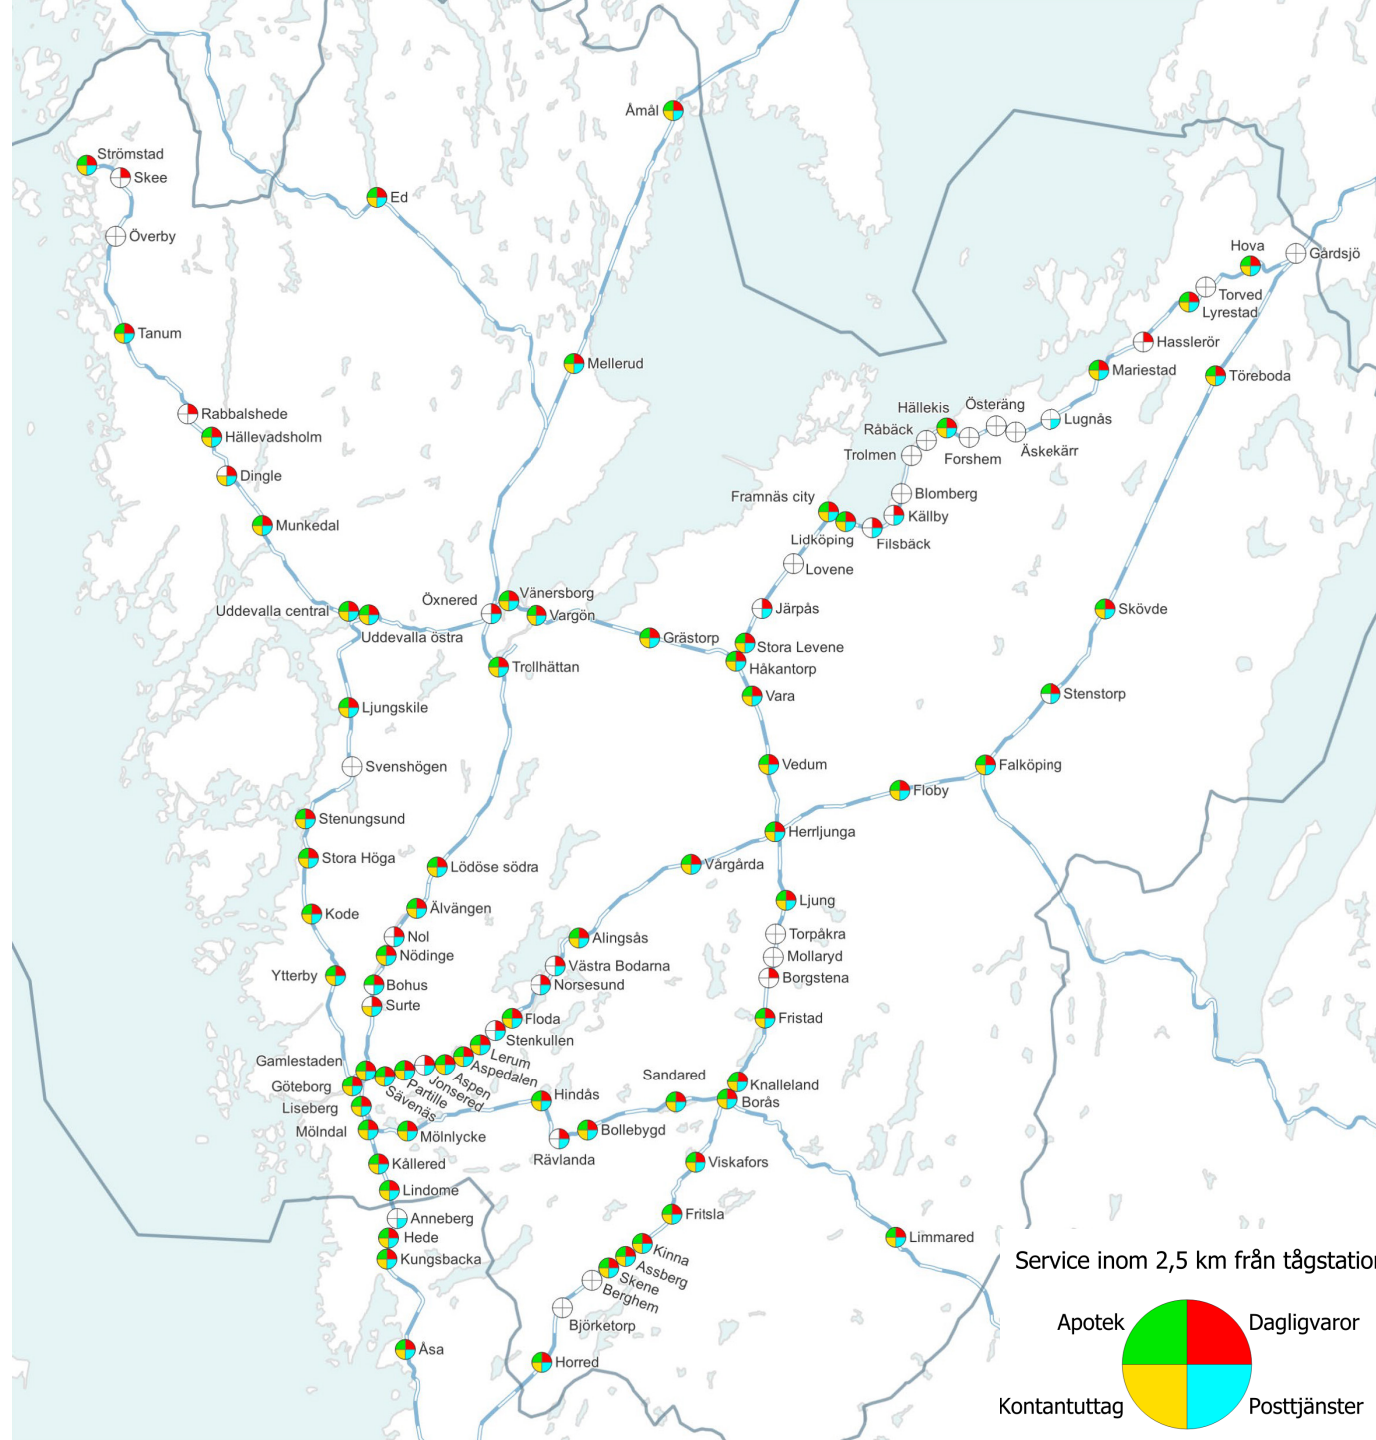 Åmål
Strömstad
Skee
Ed
Överby
Hova
Gårdsjö
Torved
Lyrestad
Tanum
Hasslerör
Mellerud
Mariestad
Töreboda
Rabbalshede
Hällekis
Österäng
Lugnås
Hällevadsholm
Råbäck
Forshem
Äskekärr
Trolmen
Dingle
Blomberg
Framnäs city
Källby
Munkedal
Lidköping
Filsbäck
Lovene
Öxnered
Vänersborg
Uddevalla central
Vargön
Järpås
Skövde
Uddevalla östra
Grästorp
Stora Levene
Håkantorp
Trollhättan
Vara
Stenstorp
Ljungskile
Svenshögen
Vedum
Falköping
Floby
Stenungsund
Herrljunga
Stora Höga
Lödöse södra
Vårgårda
Ljung
Kode
Älvängen
Torpåkra
Nol
Alingsås
Mollaryd
Nödinge
Västra Bodarna
Borgstena
Ytterby
Bohus
Norsesund
Surte
Floda
Fristad
Stenkullen
Lerum
Gamlestaden
Aspedalen
Aspen
Jonsered
Partille
Sävenäs
Göteborg
Sandared
Knalleland
Hindås
Borås
Liseberg
Mölndal
Mölnlycke
Bollebygd
Rävlanda
Kållered
Viskafors
Lindome
Anneberg
Fritsla
Hede
Kinna
Limmared
Kungsbacka
Assberg
Skene
Berghem
Björketorp
Åsa
Horred
Service inom 2,5 km från tågstation
Apotek
Dagligvaror
Kontantuttag
Posttjänster